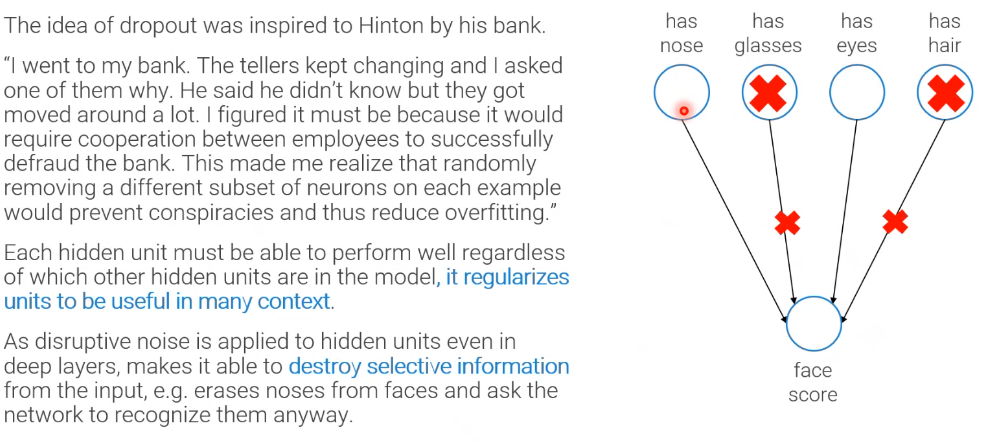 The idea of dropout was inspired to Hinton by his bank.
“I went to my bank. The tellers kept changing and I asked
one of them why. He said he didn’t know but they got
moved around a lot. I figured it must be because it would
require cooperation between employees to successfully
defraud the bank. This made me realize that randomly
removing a different subset of neurons on each example
would prevent conspiracies and thus reduce overfitting.”
Each hidden unit must be able to perform well regardless
of which other hidden units are in the model, it regularizes
units to be useful in many context.
As disruptive noise is applied to hidden units even in
deep layers, makes it able to destroy selective information
from the input, e.g. erases noses from faces and ask the
network to recognize them anyway.
has
nose
has
glasses
has
eyes
has
hair
face
score